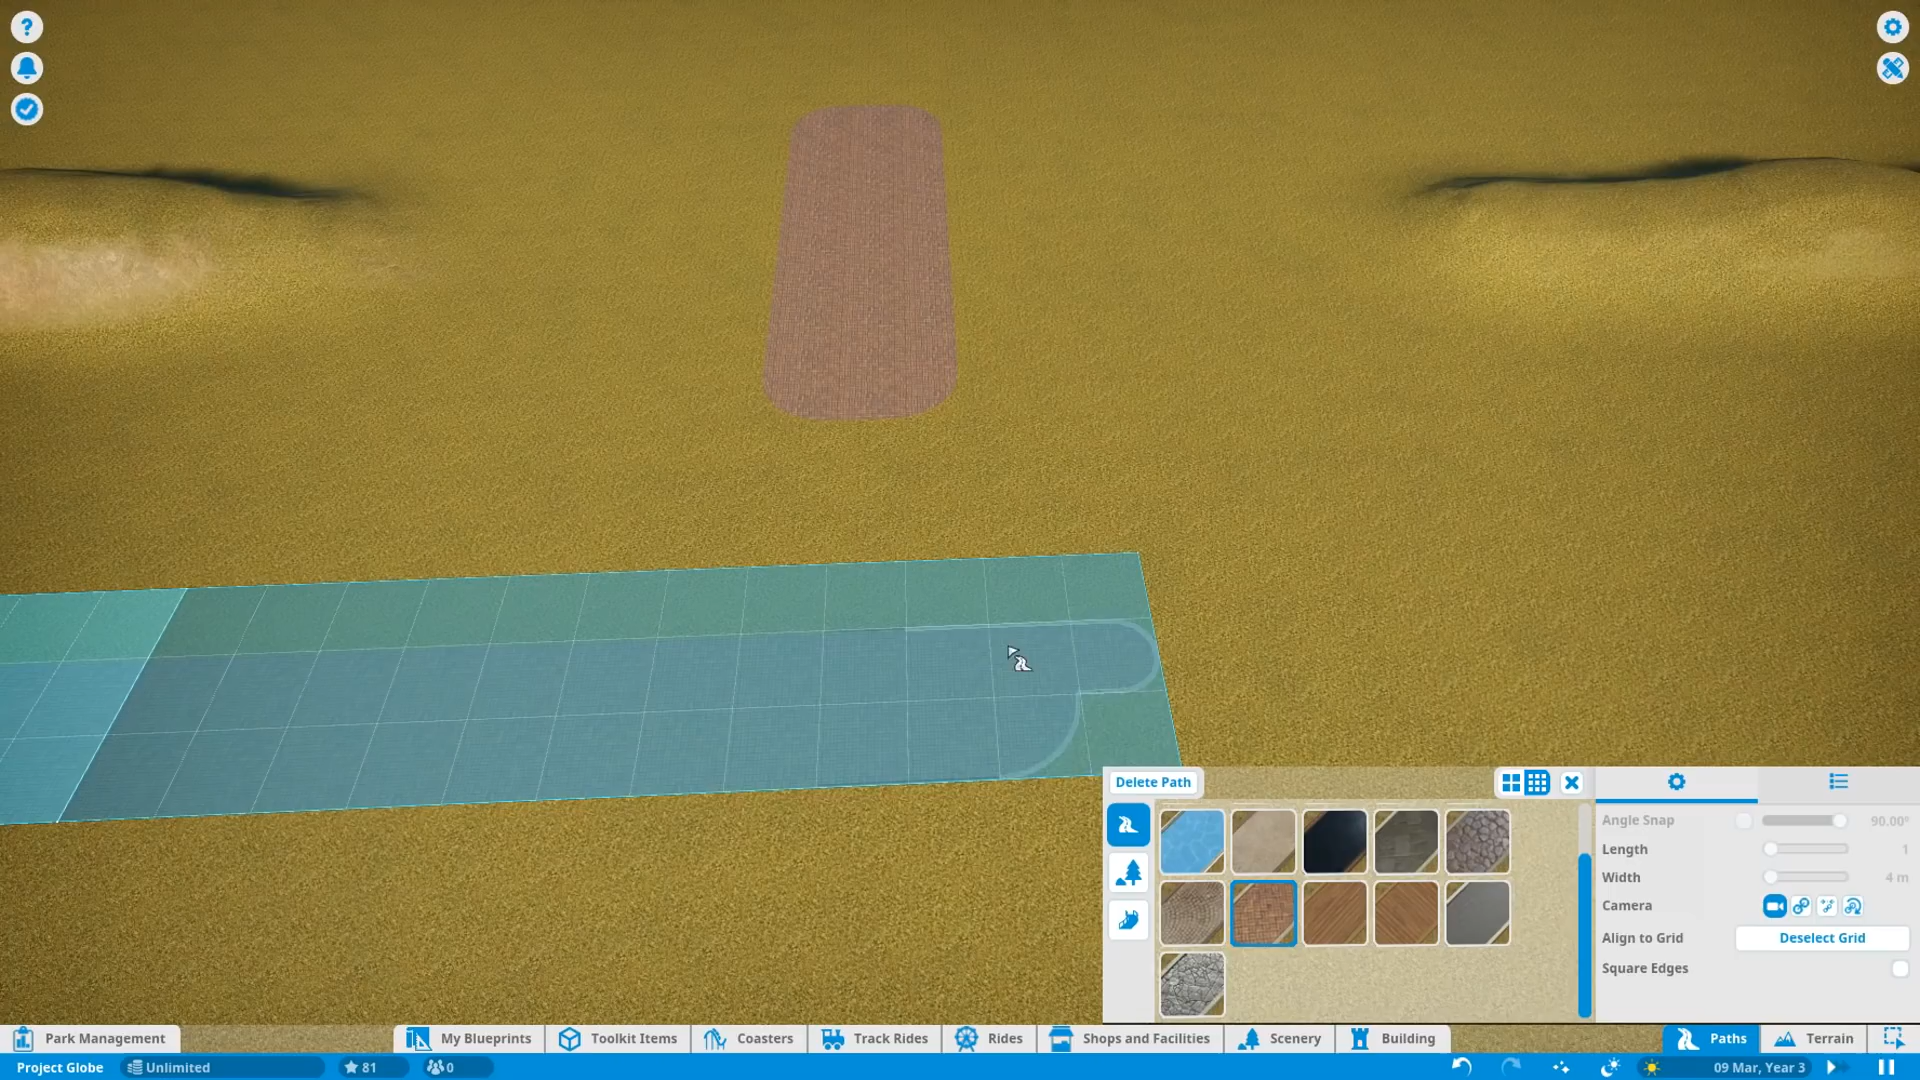 ?
Delete Path
Angle Snap 90.00°
Length 1
Width 4 m
Camera
Align to Grid Deselect Grid
Square Edges
Park Management My Blueprints Toolkit Items Coasters Track Rides Rides Shops and Facilities Scenery Building Paths Terrain
Project Globe Unlimited 81 0 09 Mar, Year 3